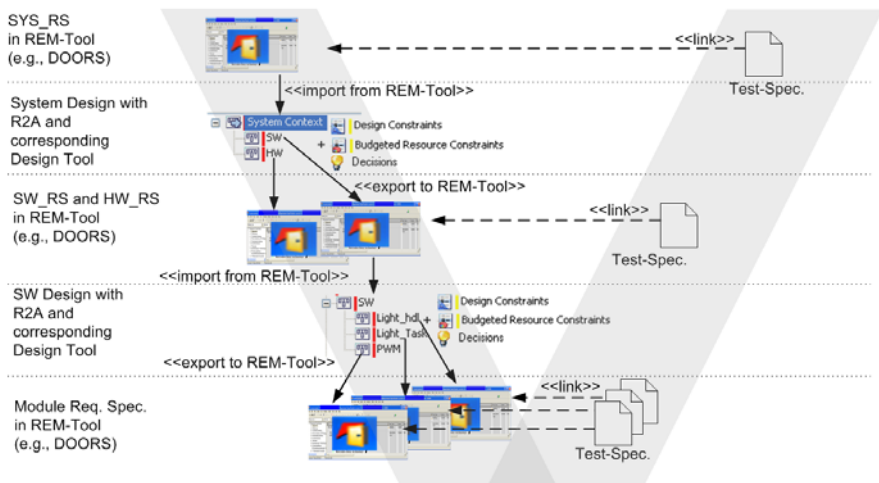 SYS_RS
in REM-Tool
(e.g., DOORS)
<<link>>
Test-Spec.
<<import from REM-Tool>>
System Design with
R2A and
corresponding
Design Tool
System Context
SW
HW
+
Design Constraints
Budgeted Resource Constraints
Decisions
<<export to REM-Tool>>
SW_RS and HW_RS
in REM-Tool
(e.g., DOORS)
<<link>>
Test-Spec.
<<import from REM-Tool>>
SW Design with
R2A and
corresponding
Design Tool
SW
Light_hdl
Light_Task
PWM
+
Design Constraints
Budgeted Resource Constraints
Decisions
<<export to REM-Tool>>
Module Req. Spec.
in REM-Tool
(e.g., DOORS)
<<link>>
Test-Spec.